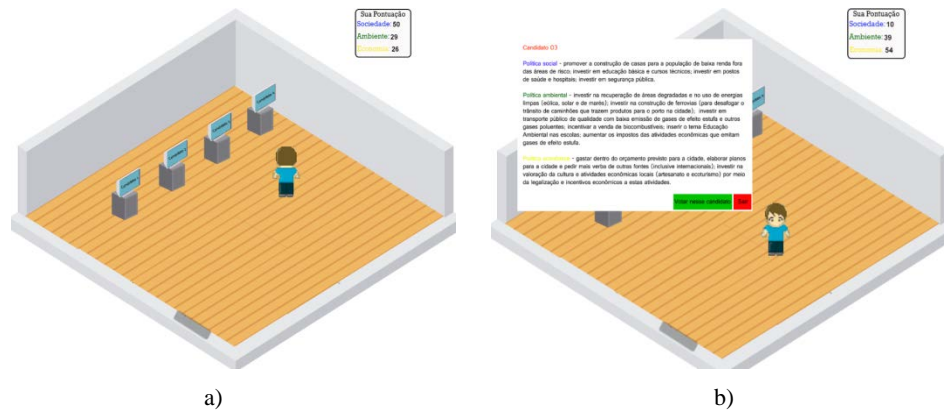 Sua Pontuação
Sociedade: 50
Ambiente: 29
Economia: 26
Sua Pontuação
Sociedade: 10
Ambiente: 39
Economia: 54
Candidato 03
Política social - promover a construção de casas para a população de baixa renda fora
das áreas de risco; investir em educação básica e cursos técnicos; investir em postos
de saúde e hospitais; investir em segurança pública.
Política ambiental - investir na recuperação de áreas degradadas e no uso de energias
limpas (eólica, solar e de marés); investir na construção de ferrovias (para desafogar o
trânsito de caminhões que trazem produtos para o porto na cidade); investir em
transporte público de qualidade com baixa emissão de gases de efeito estufa e outros
gases poluentes; incentivar a venda de biocombustíveis; inserir o tema Educação
Ambiental nas escolas; aumentar os impostos das atividades econômicas que emitam
gases de efeito estufa.
Política econômica - gastar dentro do orçamento previsto para a cidade, elaborar planos
para a cidade e pedir mais verba de outras fontes (inclusive internacionais); investir na
valoração da cultura e atividades econômicas locais (artesanato e ecoturismo) por meio
da legalização e incentivos econômicos a estas atividades.
Votar nesse candidato
Sair
a)
b)